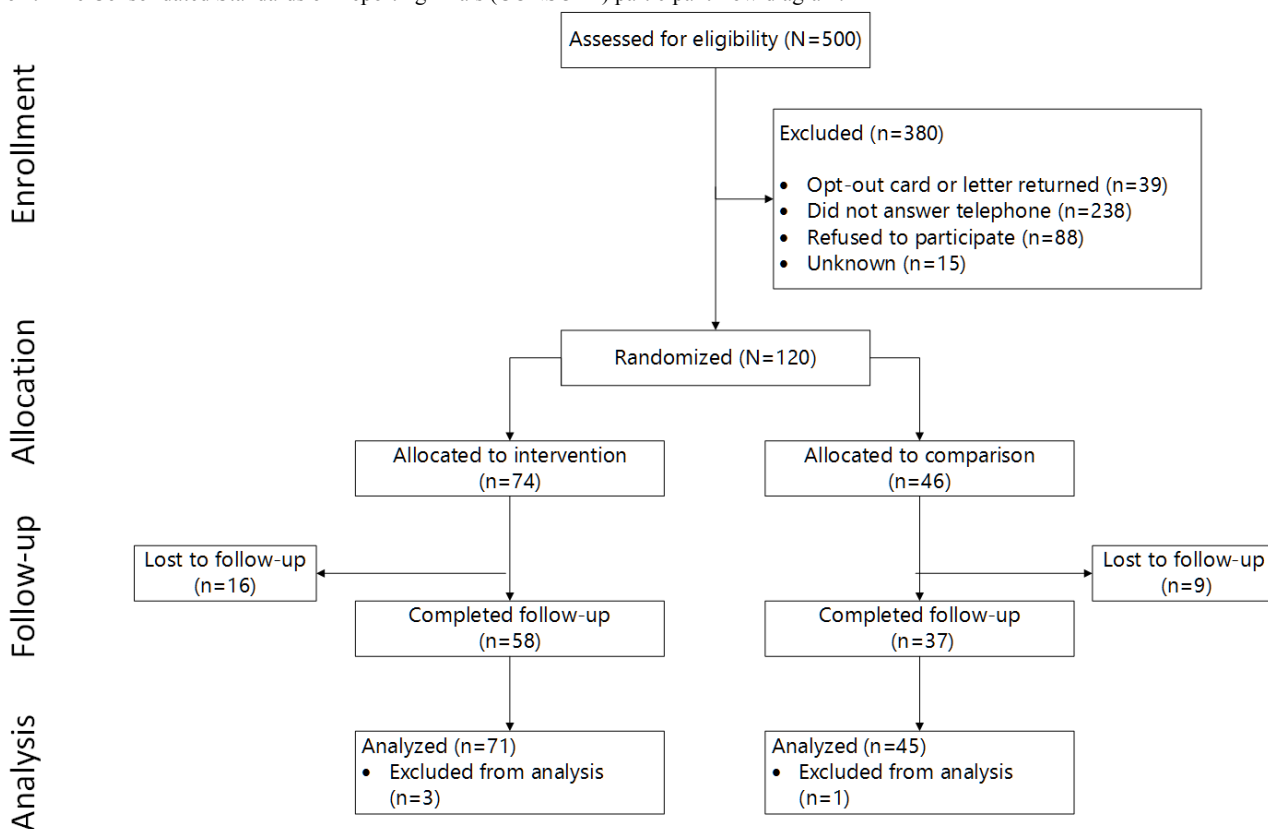 Assessed for eligibility (N=500)
Enrollment
Excluded (n=380)
• Opt-out card or letter returned (n=39)
• Did not answer telephone (n=238)
• Refused to participate (n=88)
• Unknown (n=15)
Allocation
Randomized (N=120)
Allocated to intervention
(n=74)
Allocated to comparison
(n=46)
Follow-up
Lost to follow-up
(n=16)
Lost to follow-up
(n=9)
Completed follow-up
(n=58)
Completed follow-up
(n=37)
Analysis
Analyzed (n=71)
• Excluded from analysis
(n=3)
Analyzed (n=45)
• Excluded from analysis
(n=1)